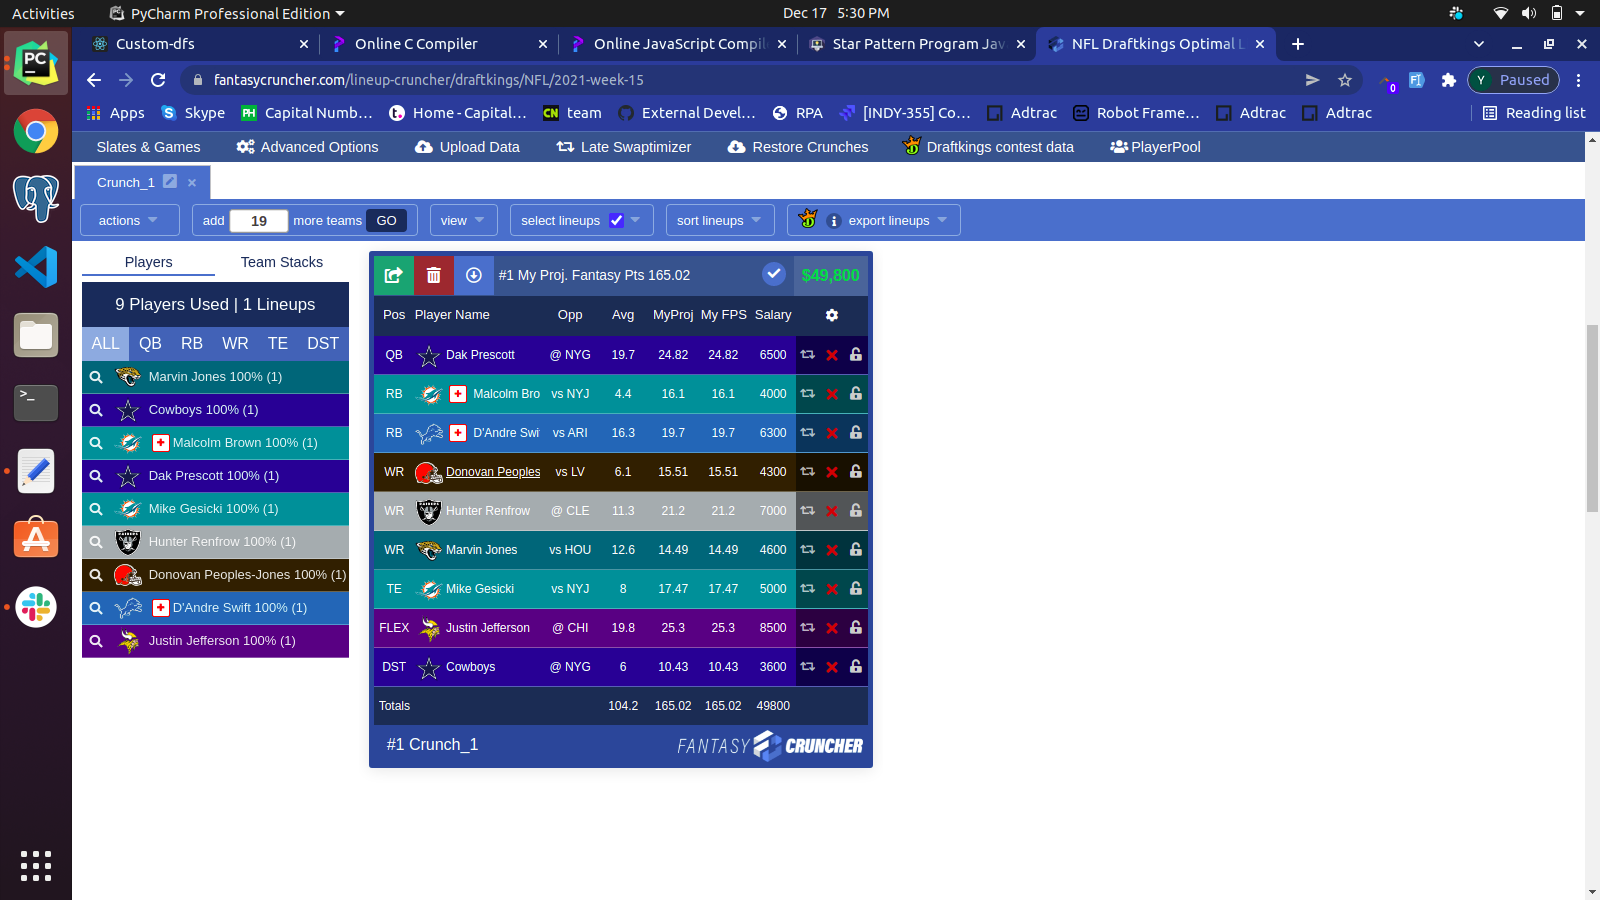 Activities PyCharm Professional Edition Dec 17 5:30 PM
Custom-dfs Online C Compiler Online JavaScript Compil Star Pattern Program Jav NFL Draftkings Optimal L
fantasycruncher.com/lineup-cruncher/draftkings/NFL/2021-week-15 0 Y Paused
Apps Skype Capital Numb… Home - Capital… CN team External Devel… RPA [INDY-355] Co… Adtrac Robot Frame… Adtrac Adtrac Reading list
Slates & Games Advanced Options Upload Data Late Swaptimizer Restore Crunches Draftkings contest data PlayerPool
Crunch_1
actions add 19 more teams GO view select lineups sort lineups export lineups
Players Team Stacks
9 Players Used | 1 Lineups
ALL QB RB WR TE DST
Marvin Jones 100% (1)
Cowboys 100% (1)
Malcolm Brown 100% (1)
Dak Prescott 100% (1)
Mike Gesicki 100% (1)
Hunter Renfrow 100% (1)
Donovan Peoples-Jones 100% (1)
D'Andre Swift 100% (1)
Justin Jefferson 100% (1)
#1 My Proj. Fantasy Pts 165.02 $49,800
Pos Player Name Opp Avg MyProj My FPS Salary
QB Dak Prescott @ NYG 19.7 24.82 24.82 6500
RB Malcolm Bro vs NYJ 4.4 16.1 16.1 4000
RB D'Andre Swi vs ARI 16.3 19.7 19.7 6300
WR Donovan Peoples vs LV 6.1 15.51 15.51 4300
WR Hunter Renfrow @ CLE 11.3 21.2 21.2 7000
WR Marvin Jones vs HOU 12.6 14.49 14.49 4600
TE Mike Gesicki vs NYJ 8 17.47 17.47 5000
FLEX Justin Jefferson @ CHI 19.8 25.3 25.3 8500
DST Cowboys @ NYG 6 10.43 10.43 3600
Totals 104.2 165.02 165.02 49800
#1 Crunch_1 FANTASY CRUNCHER